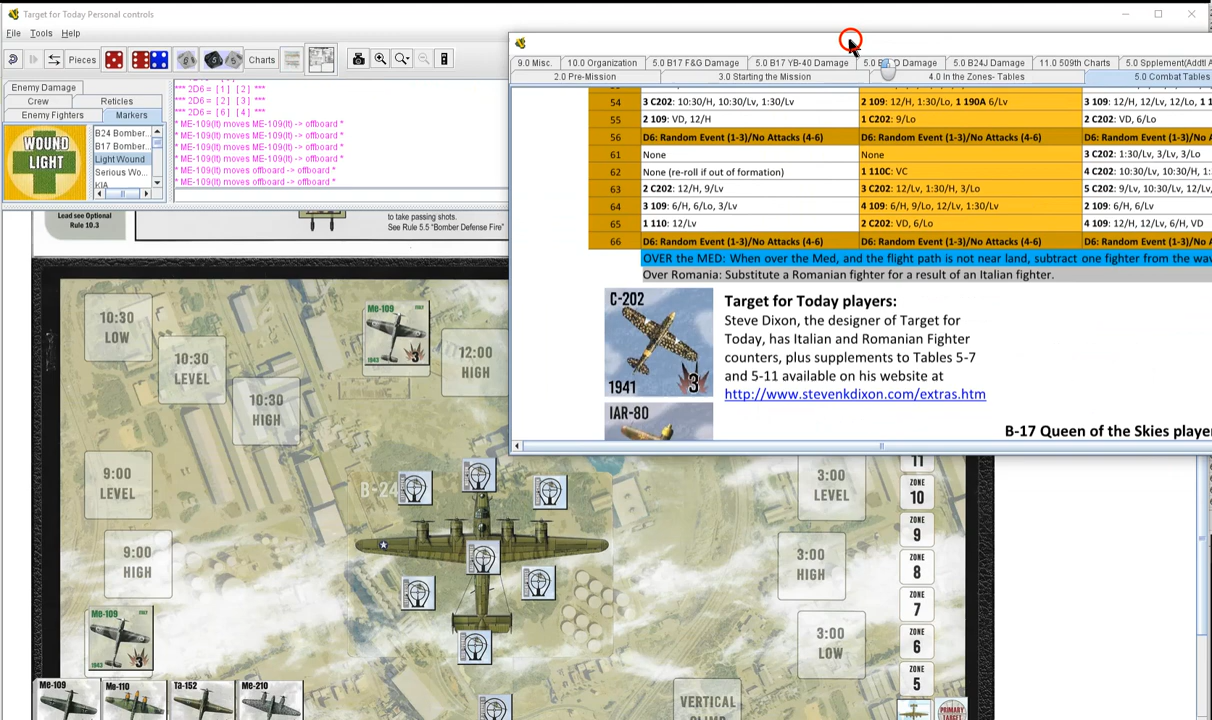 Target for Today Personal controls
File Tools Help
Pieces
Charts
Enemy Damage
Crew Reticles
Enemy Fighters Markers
WOUND
LIGHT
B24 Bomber...
B17 Bomber...
Light Wound
Serious Wo...
KIA
*** 2D6 = [1] [2] ***
*** 2D6 = [2] [3] ***
*** 2D6 = [6] [4] ***
* ME-109(It) moves ME-109(It) -> offboard *
* ME-109(It) moves ME-109(It) -> offboard *
* ME-109(It) moves ME-109(It) -> offboard *
* ME-109(It) moves ME-109(It) -> offboard *
* ME-109(It) moves offboard -> offboard *
* ME-109(It) moves offboard -> offboard *
9.0 Misc. 10.0 Organization 5.0 B17 F&G Damage 5.0 B17 YB-40 Damage Damage 5.0 B24J Damage 11.0 509th Charts 5.0 Spplement(Addtl
2.0 Pre-Mission 3.0 Starting the Mission 4.0 In the Zones- Tables 5.0 Combat Tables
54 3 C202: 10:30/H, 10:30/Lv, 1:30/Lv 2 109: 12/H, 1:30/Lo, 1 190A 6/Lv 3 109: 12/H, 12/Lv, 12/Lo, 1
55 2 109: VD, 12/H 1 C202: 9/Lo 2 C202: VD, 6/Lo
56 D6: Random Event (1-3)/No Attacks (4-6) D6: Random Event (1-3)/No Attacks (4-6) D6: Random Event (1-3)/No A
61 None None 3 C202: 1:30/Lv, 3/Lv, 3/Lo
62 None (re-roll if out of formation) 1 110C: VC 4 C202: 10:30/Lv, 10:30/H, 1:
63 2 C202: 12/H, 9/Lv 3 C202: 12/Lv, 1:30/H, 3/Lo 5 C202: 9/Lv, 10:30/Lv, 12/Lv,
64 3 109: 6/H, 6/Lo, 3/Lv 4 109: 6/H, 9/Lo, 12/Lv, 1:30/Lv 2 109: 6/H, 6/Lv
65 1 110: 12/Lv 2 C202: VD, 6/Lo 4 109: 12/H, 12/Lv, 6/H, VD
66 D6: Random Event (1-3)/No Attacks (4-6) D6: Random Event (1-3)/No Attacks (4-6) D6: Random Event (1-3)/No A
OVER the MED: When over the Med, and the flight path is not near land, subtract one fighter from the wav
Over Romania: Substitute a Romanian fighter for a result of an Italian fighter.
C-202
1941
3
IAR-80
Target for Today players:
Steve Dixon, the designer of Target for
Today, has Italian and Romanian Fighter
counters, plus supplements to Tables 5-7
and 5-11 available on his website at
http://www.stevenkdixon.com/extras.htm
B-17 Queen of the Skies playe
Lead see Optional
Rule 10.3
to take passing shots.
See Rule 5.5 "Bomber Defense Fire"
10:30
LOW
10:30
LEVEL
10:30
HIGH
Me-109
1943
3
12:00
HIGH
9:00
LEVEL
9:00
HIGH
B-24
3:00
LEVEL
3:00
HIGH
3:00
LOW
VERTICAL
CLIMB
Me-109
1943
3
Me-109 Me-110 Ta-152 Me-210
11
ZONE
10
ZONE
9
ZONE
8
ZONE
7
ZONE
6
ZONE
5
PRIMARY
TARGET